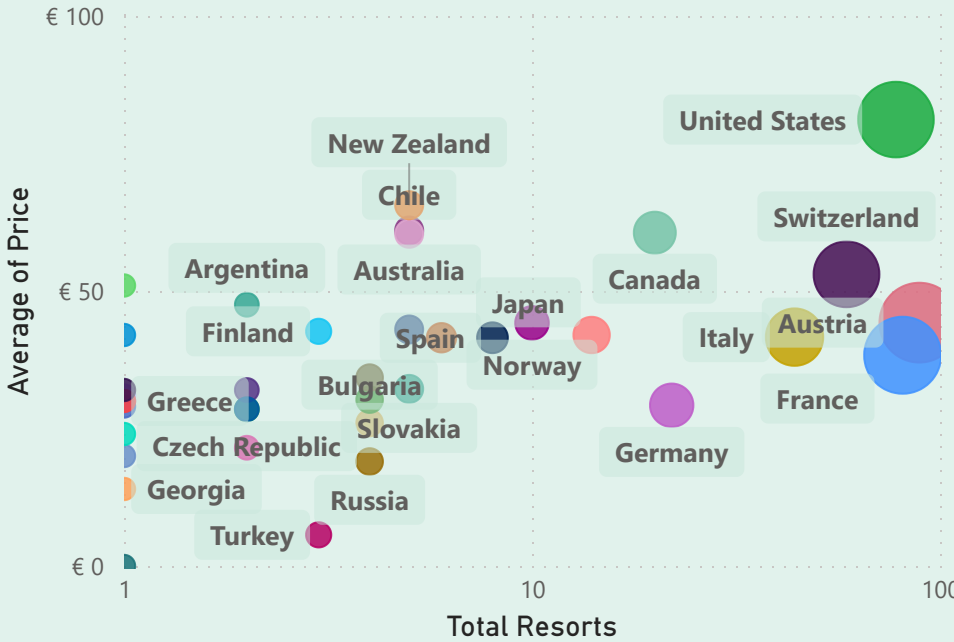 € 100
United States
New Zealand
Chile
Switzerland
Argentina
Australia
Canada
€ 50
Japan
Finland
Spain
Italy
Austria
Norway
Bulgaria
Greece
France
Slovakia
Czech Republic
Germany
Georgia
Russia
Turkey
€ 0
1
10
100
Total Resorts
Average of Price